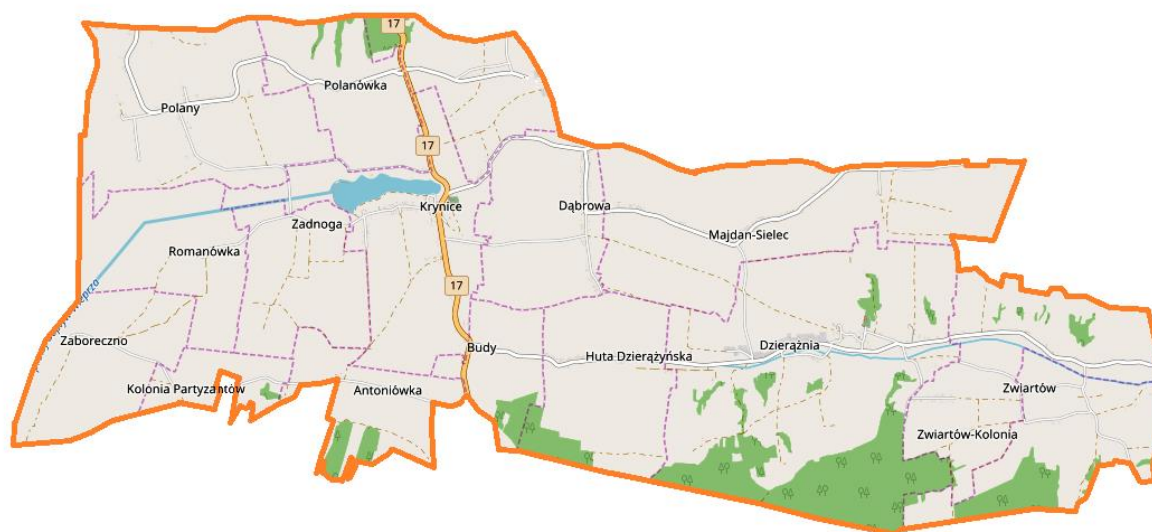 17
Polanówka
Polany
17
Krynice
Dąbrowa
Zadnoga
Majdan-Sielec
Romanówka
17
Zaboreczno
Budy
Dzierążnia
Huta Dzierążyńska
Kolonia Partyzantów
Antoniówka
Zwiartów
Zwiartów-Kolonia